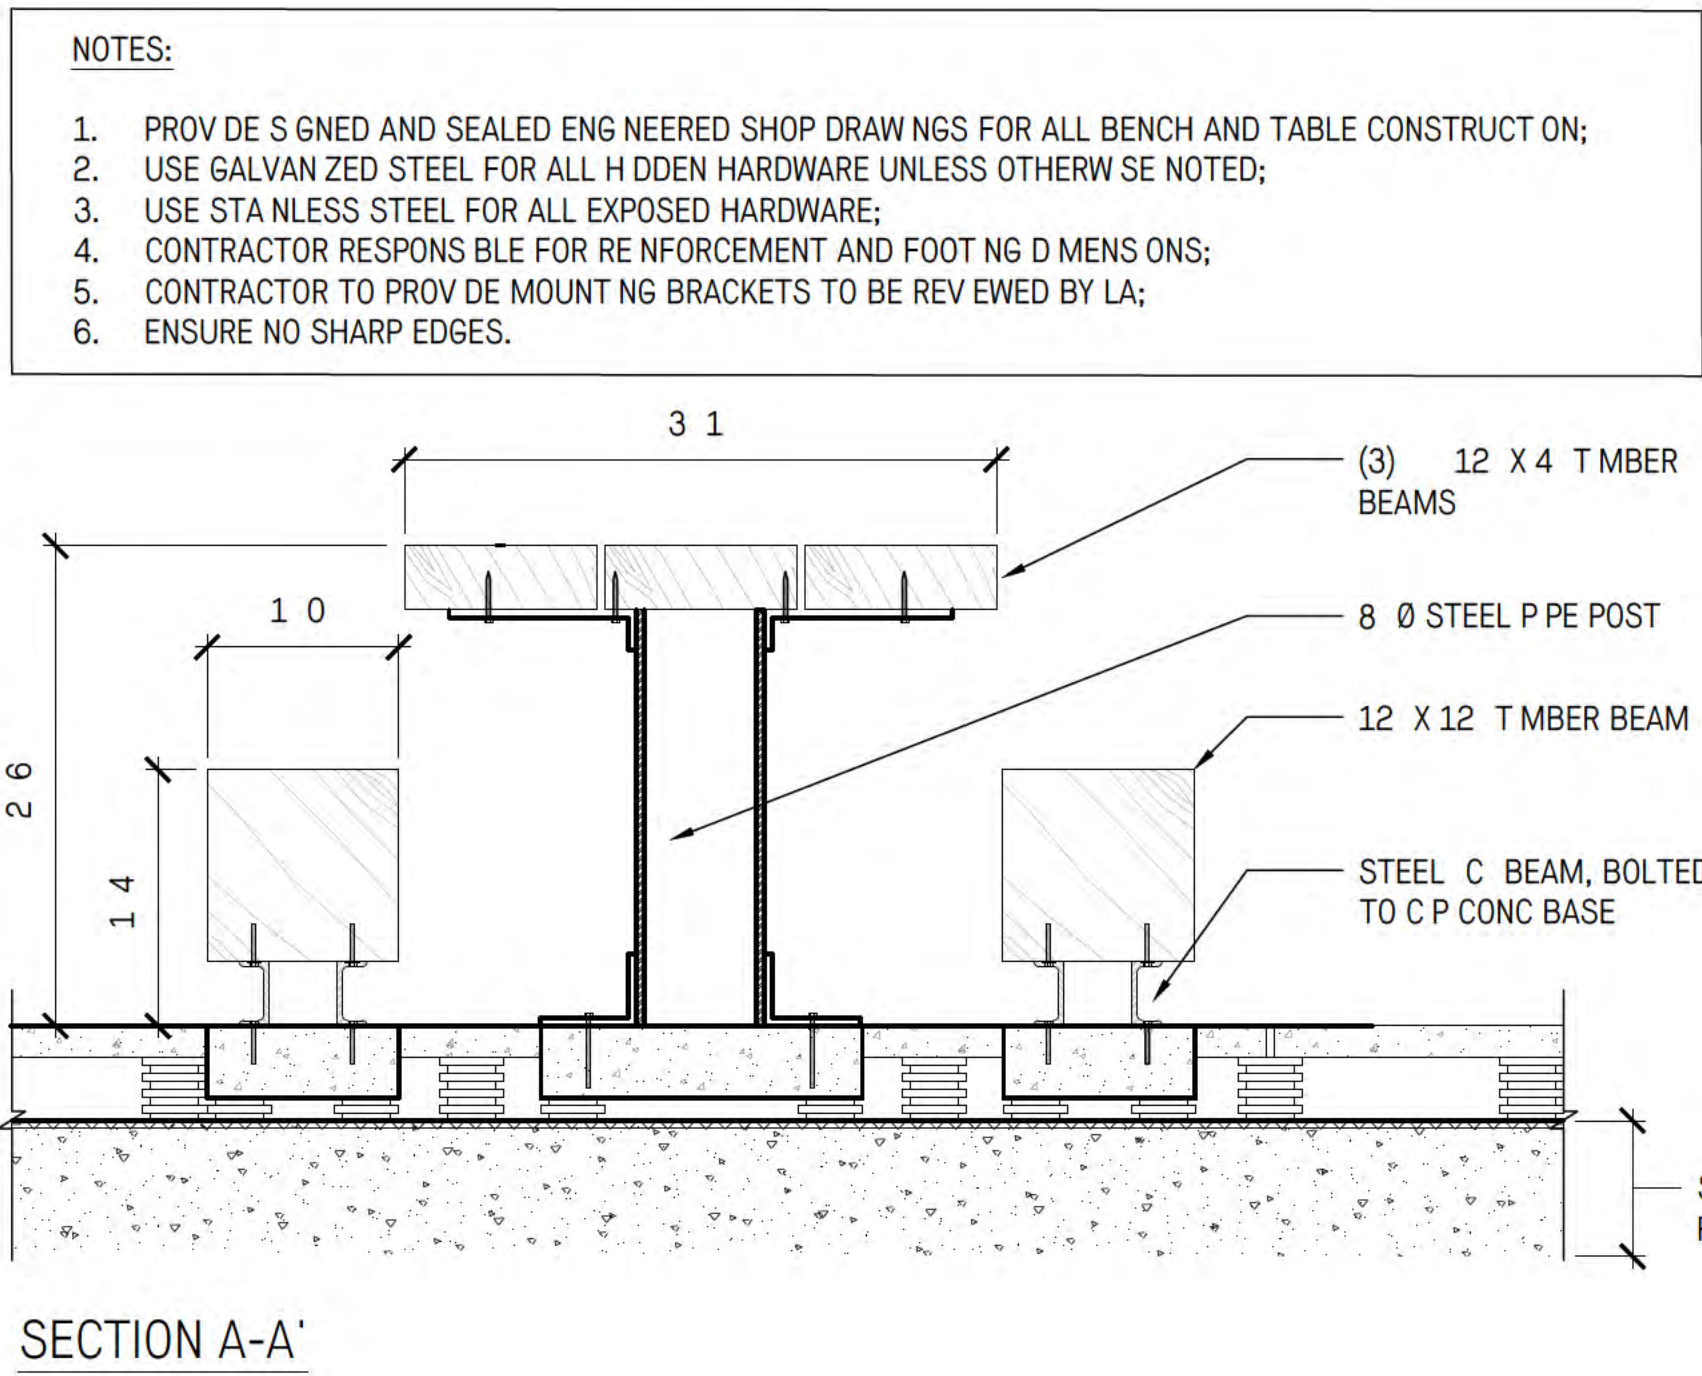 NOTES:
1. PROV DE S GNED AND SEALED ENG NEERED SHOP DRAW NGS FOR ALL BENCH AND TABLE CONSTRUCT ON;
2. USE GALVAN ZED STEEL FOR ALL H DDEN HARDWARE UNLESS OTHERW SE NOTED;
3. USE STA NLESS STEEL FOR ALL EXPOSED HARDWARE;
4. CONTRACTOR RESPONS BLE FOR RE NFORCEMENT AND FOOT NG D MENS ONS;
5. CONTRACTOR TO PROV DE MOUNT NG BRACKETS TO BE REV EWED BY LA;
6. ENSURE NO SHARP EDGES.
3 1
(3) 12 X 4 T MBER
BEAMS
1 0
8 Ø STEEL P PE POST
12 X 12 T MBER BEAM
2 6
1 4
STEEL C BEAM, BOLTED
TO C P CONC BASE
SECTION A-A'